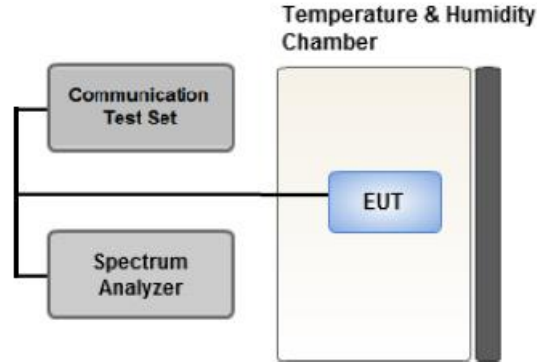 Temperature & Humidity
Chamber
Communication
Test Set
EUT
Spectrum
Analyzer